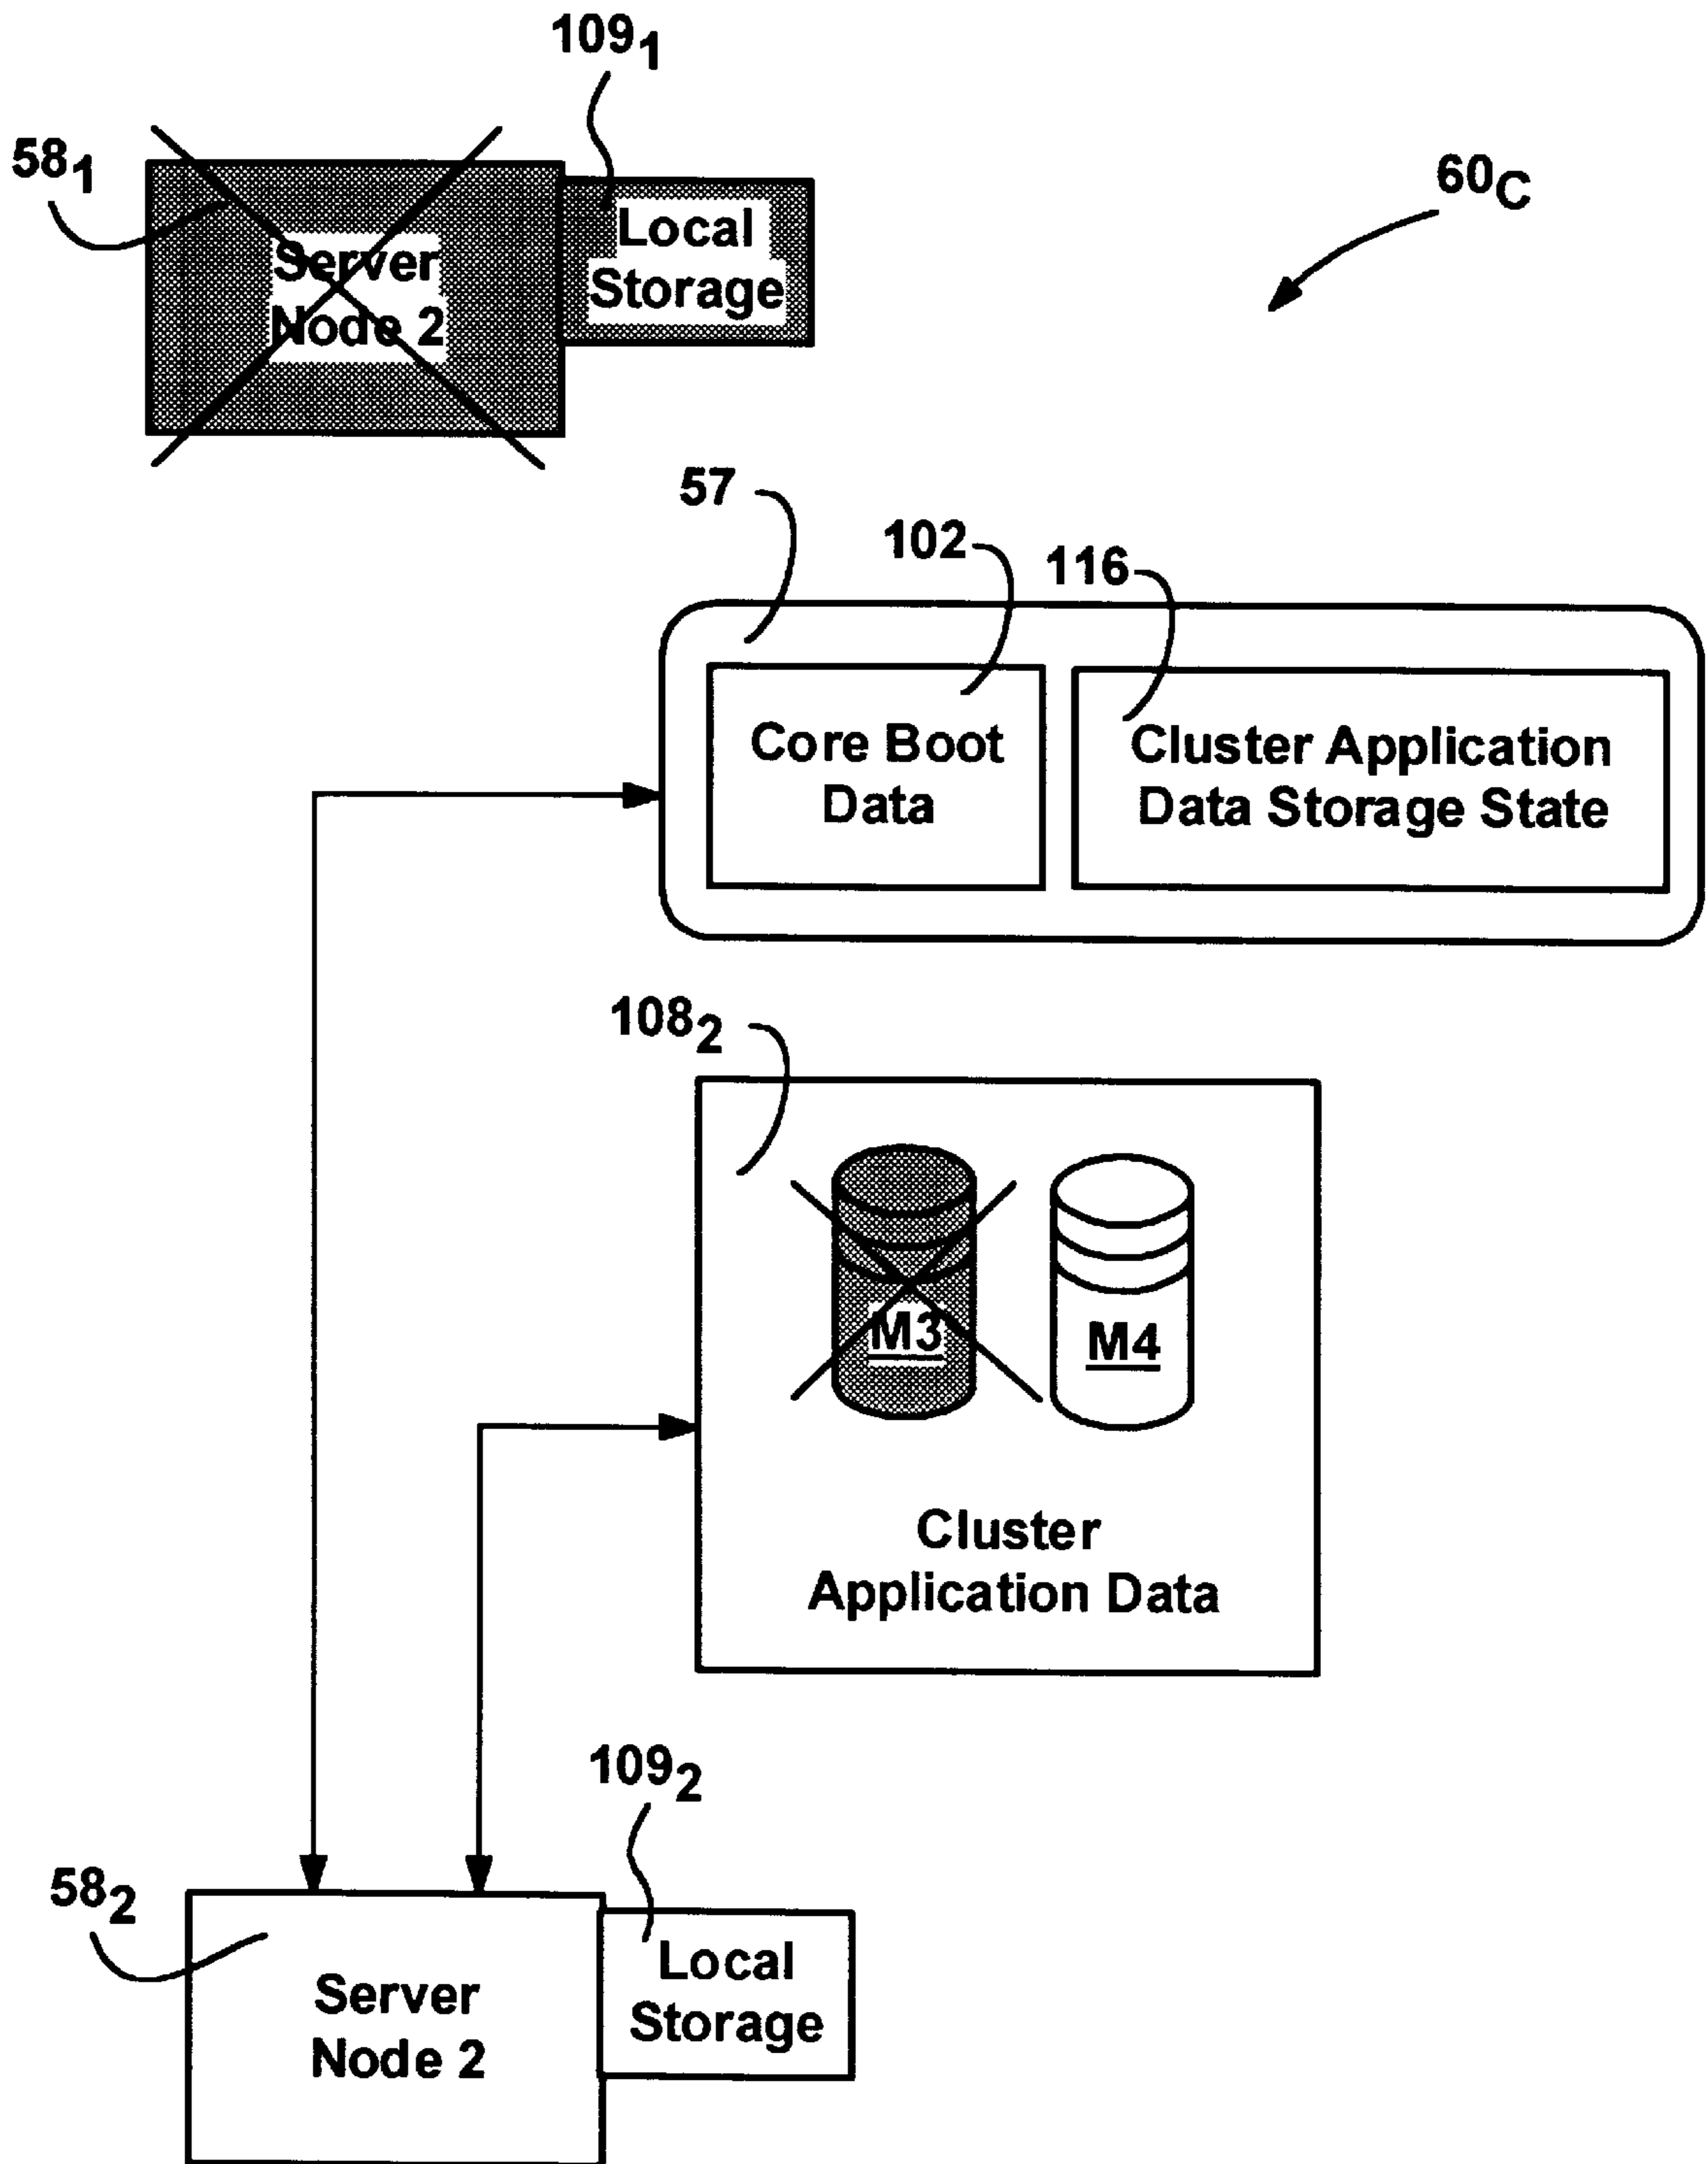 109₁
58₁
60C
Server
Node 2
Local
Storage
57
102
116
Core Boot
Data
Cluster Application
Data Storage State
108₂
M3
M4
Cluster
Application Data
109₂
58₂
Server
Node 2
Local
Storage